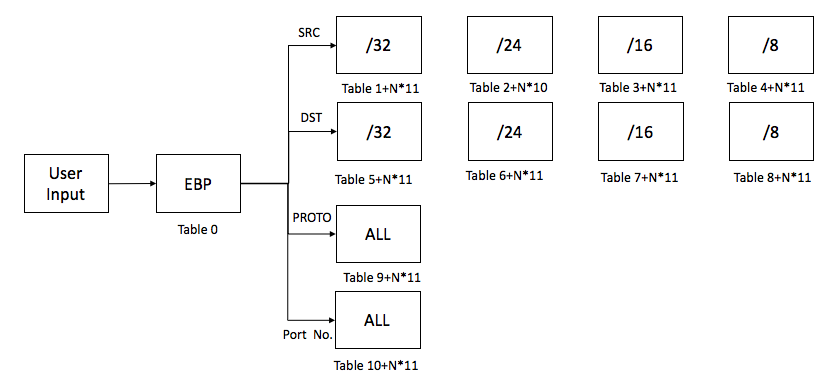 SRC
/32
/24
/16
/8
Table 1+N*11
Table 2+N*10
Table 3+N*11
Table 4+N*11
DST
/32
/24
/16
/8
Table 5+N*11
Table 6+N*11
Table 7+N*11
Table 8+N*11
User
Input
EBP
Table 0
PROTO
ALL
Table 9+N*11
Port No.
ALL
Table 10+N*11